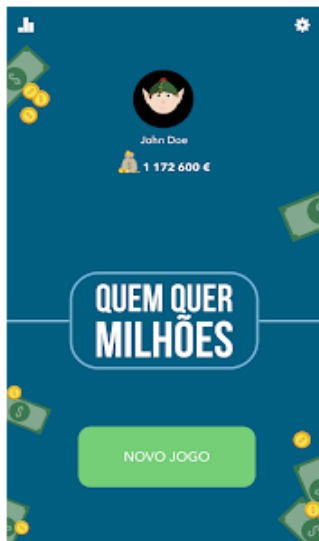 John Doe
1 172 600 €
QUEM QUER
MILHÕES
NOVO JOGO